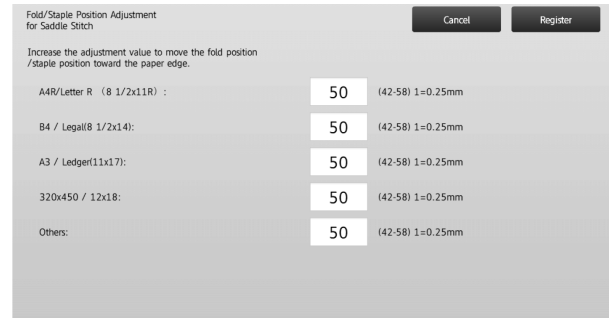 Fold/Staple Position Adjustment
for Saddle Stitch
Cancel
Register
Increase the adjustment value to move the fold position
/staple position toward the paper edge.
A4R/Letter R （8 1/2x11R）:
50
(42-58) 1=0.25mm
B4 / Legal(8 1/2x14):
50
(42-58) 1=0.25mm
A3 / Ledger(11x17):
50
(42-58) 1=0.25mm
320x450 / 12x18:
50
(42-58) 1=0.25mm
Others:
50
(42-58) 1=0.25mm